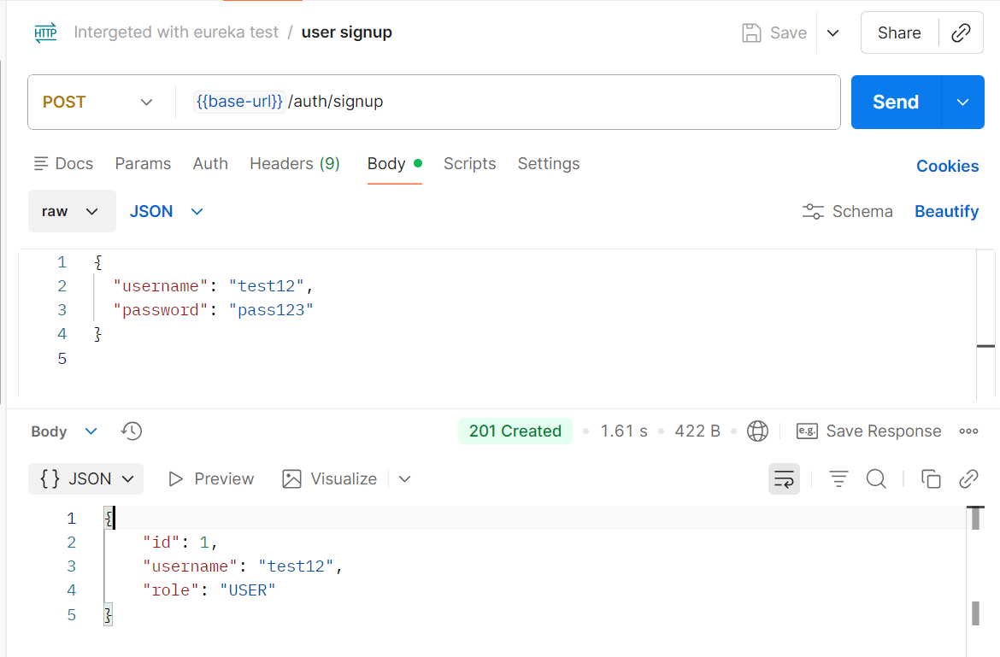 HTTP Intergeted with eureka test / user signup Save Share
POST {{base-url}} /auth/signup Send
Docs Params Auth Headers (9) Body Scripts Settings Cookies
raw JSON Schema Beautify
1 {
2 "username": "test12",
3 "password": "pass123"
4 }
5
Body 201 Created 1.61 s 422 B e.g. Save Response
{} JSON Preview Visualize
1 {
2 "id": 1,
3 "username": "test12",
4 "role": "USER"
5 }